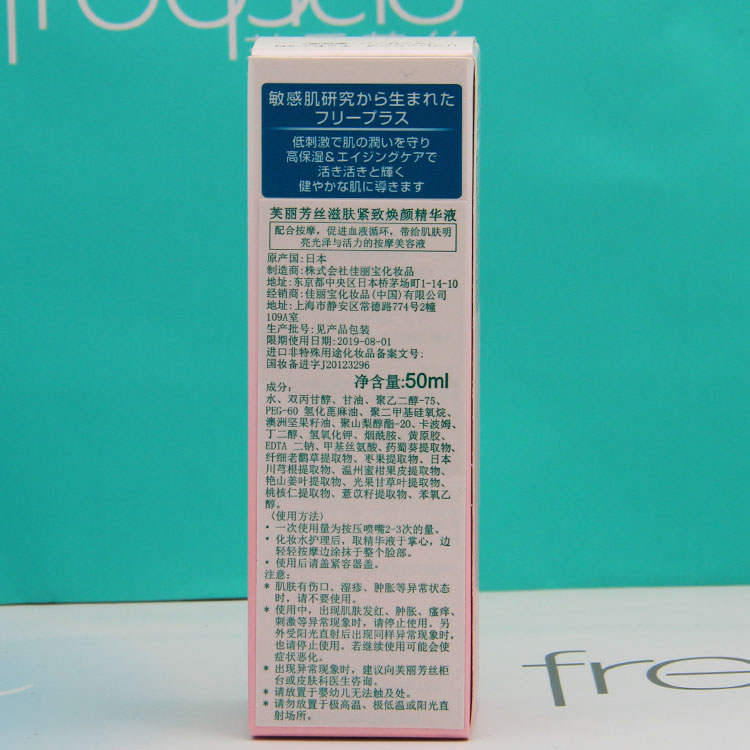 敏感肌研究から生まれた
フリープラス
低刺激で肌の潤いを守り
高保湿&エイジングケアで
活き活きと輝く
健やかな肌に導きます
芙丽芳丝滋肤紧致焕颜精华液
配合按摩，促进血液循环，带给肌肤明
亮光泽与活力的按摩美容液
原产国:日本
制造商:株式会社佳丽宝化妆品
地址:东京都中央区日本桥茅场町1-14-10
经销商:佳丽宝化妆品(中国)有限公司
地址:上海市静安区常德路774号2幢
109A室
生产批号:见产品包装
限期使用日期:2019-08-01
进口非特殊用途化妆品备案文号:
国妆备进字J20123296
净含量:50ml
成分:
水、双丙甘醇、甘油、聚乙二醇-75、
PEG-60 氢化蓖麻油、聚二甲基硅氧烷、
澳洲坚果籽油、聚山梨醇酯-20、卡波姆、
丁二醇、氢氧化钾、烟酰胺、黄原胶、
EDTA 二钠、甲基丝氨酸、药蜀葵提取物、
纤细老鹳草提取物、枣果提取物、日本
川芎根提取物、温州蜜柑果皮提取物、
艳山姜叶提取物、光果甘草叶提取物、
桃核仁提取物、薏苡籽提取物、苯氧乙
醇。
(使用方法)
• 一次使用量为按压喷嘴2-3次的量。
• 化妆水护理后，取精华液于掌心，边
轻轻按摩边涂抹于整个脸部。
• 使用后请盖紧容器盖。
注意:
* 肌肤有伤口、湿疹、肿胀等异常状态
时，请不要使用。
* 使用中，出现肌肤发红、肿胀、瘙痒、
刺激等异常现象时，请停止使用。另
外受阳光直射后出现同样异常现象时，
也请停止使用。若继续使用可能会使
症状恶化。
* 出现异常现象时，建议向芙丽芳丝柜
台或皮肤科医生咨询。
* 请放置于婴幼儿无法触及处。
* 请勿放置于极高温、极低温或阳光直
射场所。
fre